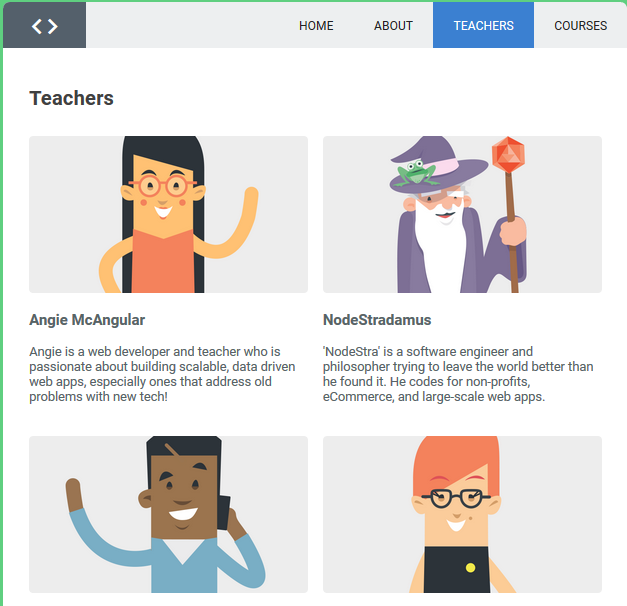 HOME ABOUT TEACHERS COURSES
Teachers
Angie McAngular
Angie is a web developer and teacher who is
passionate about building scalable, data driven
web apps, especially ones that address old
problems with new tech!
NodeStradamus
'NodeStra' is a software engineer and
philosopher trying to leave the world better than
he found it. He codes for non-profits,
eCommerce, and large-scale web apps.